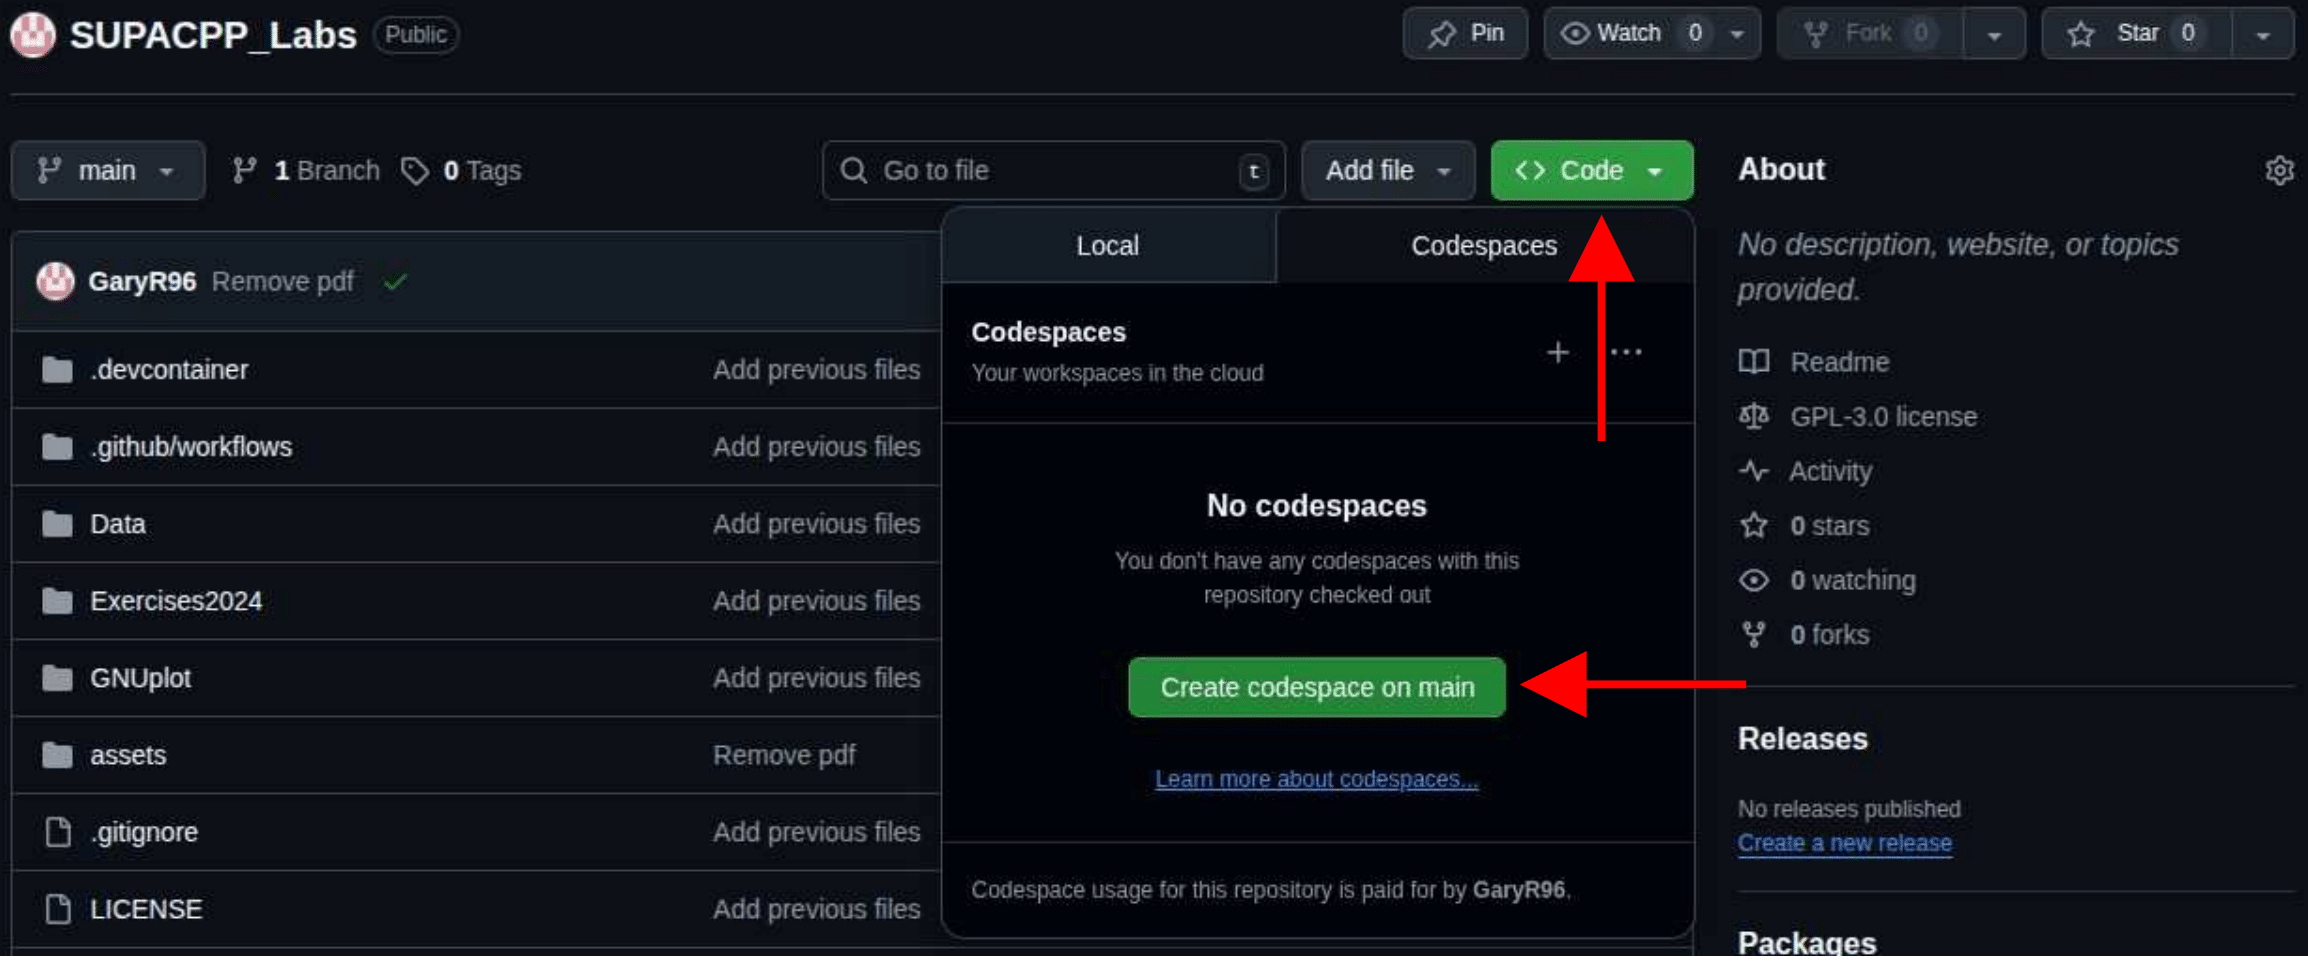 SUPACPP_Labs Public Pin Watch 0 Fork 0 Star 0
main 1 Branch 0 Tags Go to file t Add file <> Code
GaryR96 Remove pdf
.devcontainer Add previous files
.github/workflows Add previous files
Data Add previous files
Exercises2024 Add previous files
GNUplot Add previous files
assets Remove pdf
.gitignore Add previous files
LICENSE Add previous files
Local Codespaces
Codespaces
Your workspaces in the cloud
No codespaces
You don't have any codespaces with this
repository checked out
Create codespace on main
Learn more about codespaces...
Codespace usage for this repository is paid for by GaryR96.
About
No description, website, or topics
provided.
Readme
GPL-3.0 license
Activity
0 stars
0 watching
0 forks
Releases
No releases published
Create a new release
Packages